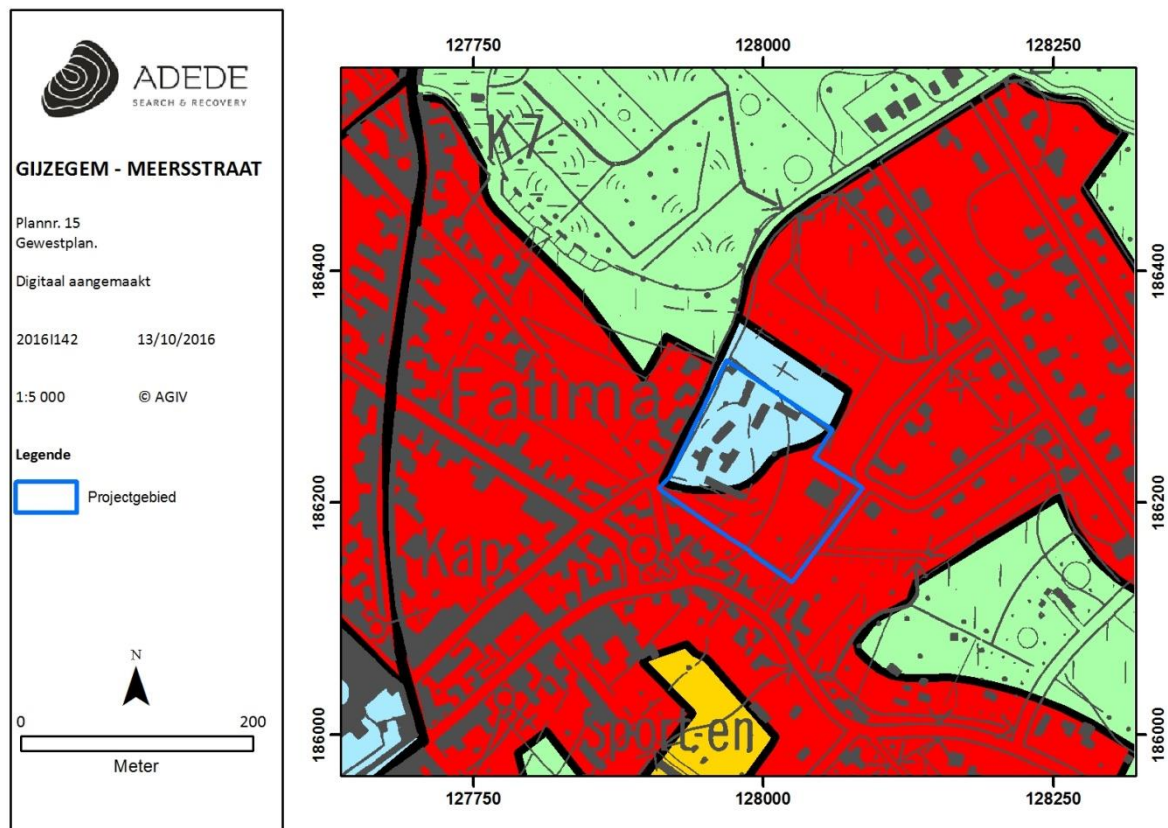 ADEDE
SEARCH & RECOVERY
GIJZEGEM - MEERSSTRAAT
Plannr. 15
Gewestplan.
Digitaal aangemaakt
2016I142 13/10/2016
1:5 000 © AGIV
Legende
Projectgebied
N
0 200
Meter
127750 128000 128250
K7
186400 186400
Fatima
186200 186200
Kap
Sport-en
186000 186000
127750 128000 128250